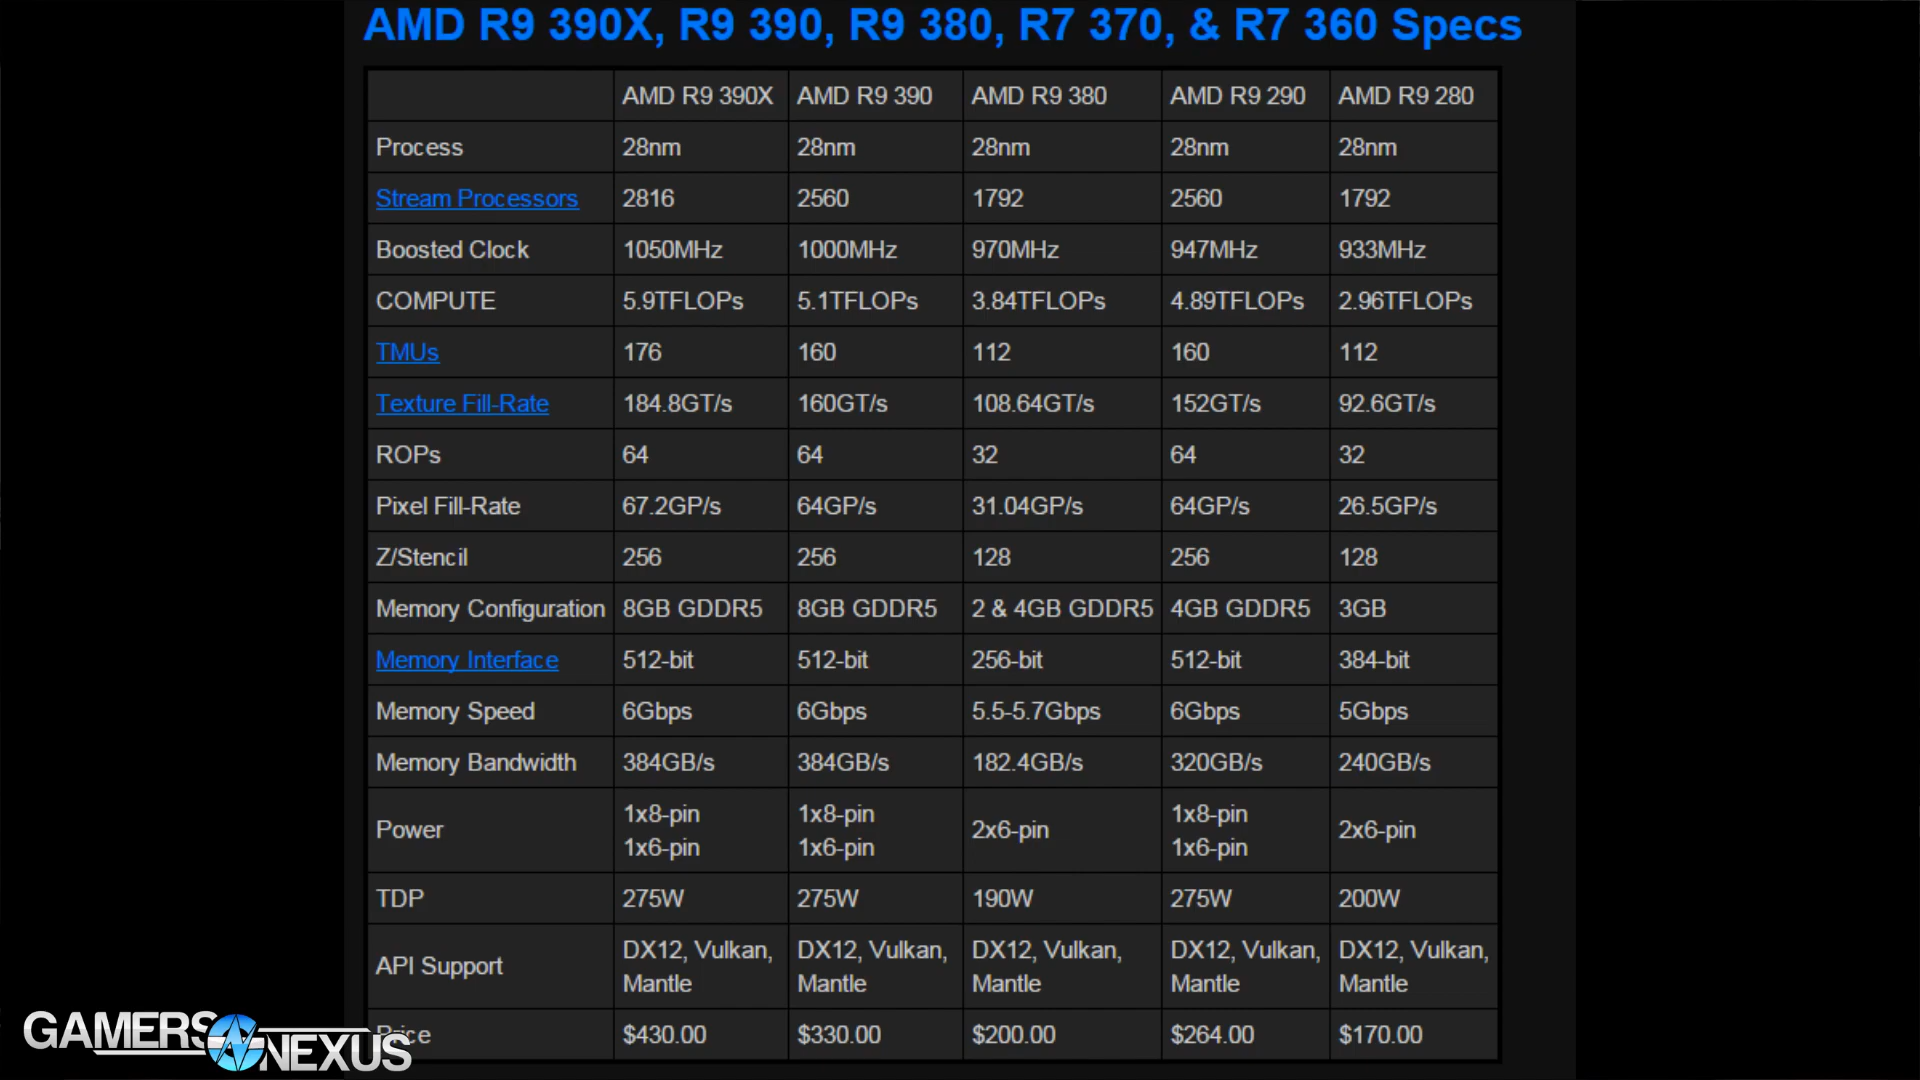 AMD R9 390X, R9 390, R9 380, R7 370, & R7 360 Specs
AMD R9 390X AMD R9 390 AMD R9 380 AMD R9 290 AMD R9 280
Process 28nm 28nm 28nm 28nm 28nm
Stream Processors 2816 2560 1792 2560 1792
Boosted Clock 1050MHz 1000MHz 970MHz 947MHz 933MHz
COMPUTE 5.9TFLOPs 5.1TFLOPs 3.84TFLOPs 4.89TFLOPs 2.96TFLOPs
TMUs 176 160 112 160 112
Texture Fill-Rate 184.8GT/s 160GT/s 108.64GT/s 152GT/s 92.6GT/s
ROPs 64 64 32 64 32
Pixel Fill-Rate 67.2GP/s 64GP/s 31.04GP/s 64GP/s 26.5GP/s
Z/Stencil 256 256 128 256 128
Memory Configuration 8GB GDDR5 8GB GDDR5 2 & 4GB GDDR5 4GB GDDR5 3GB
Memory Interface 512-bit 512-bit 256-bit 512-bit 384-bit
Memory Speed 6Gbps 6Gbps 5.5-5.7Gbps 6Gbps 5Gbps
Memory Bandwidth 384GB/s 384GB/s 182.4GB/s 320GB/s 240GB/s
Power 1x8-pin 1x8-pin 2x6-pin 1x8-pin 2x6-pin
1x6-pin 1x6-pin 1x6-pin
TDP 275W 275W 190W 275W 200W
API Support DX12, Vulkan, DX12, Vulkan, DX12, Vulkan, DX12, Vulkan, DX12, Vulkan,
Mantle Mantle Mantle Mantle Mantle
Price $430.00 $330.00 $200.00 $264.00 $170.00
GAMERS
NEXUS